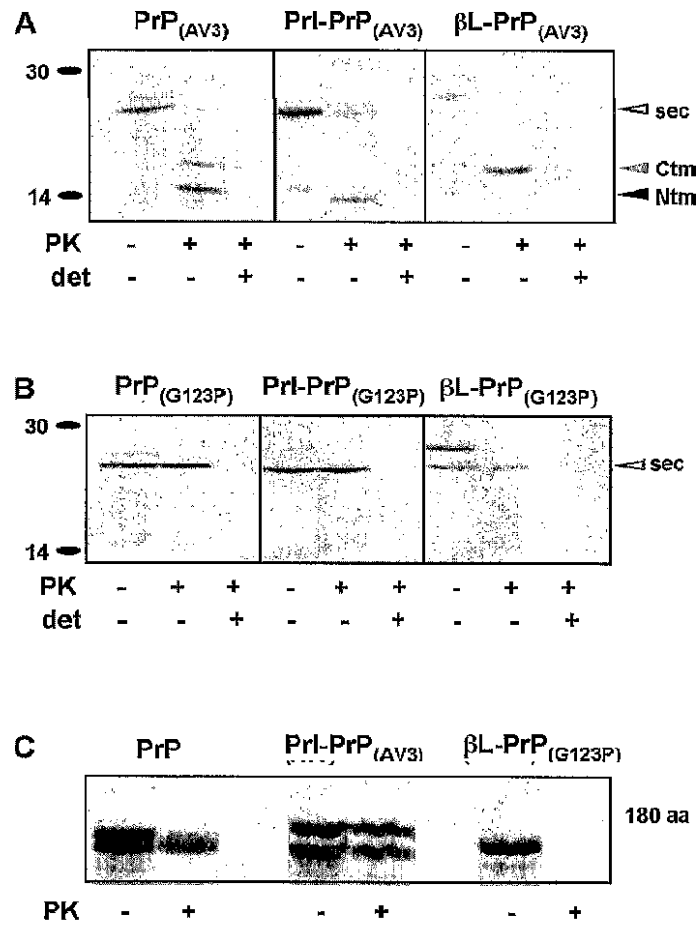 A PrP(AV3) Prl-PrP(AV3) βL-PrP(AV3)
30
sec
Ctm
14 Ntm
PK - + + - + + - + +
det - - + - - + - - +
B PrP(G123P) Prl-PrP(G123P) βL-PrP(G123P)
30
sec
14
PK - + + - + + - + +
det - - + - - + - - +
C PrP Prl-PrP(AV3) βL-PrP(G123P)
180 aa
PK - + - + - +